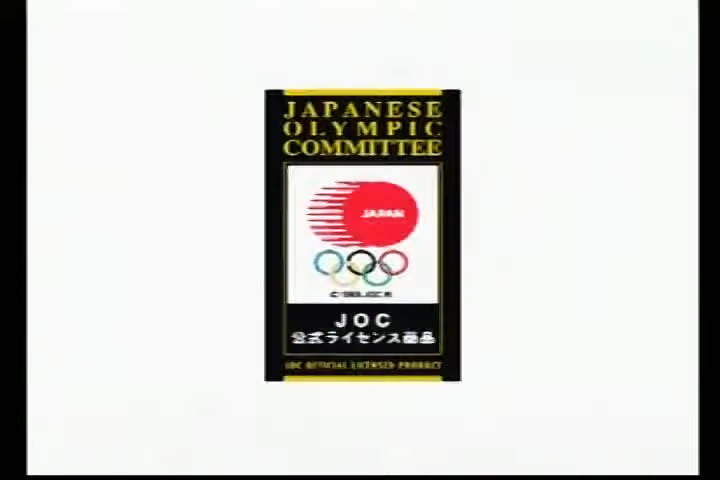 JAPANESE
OLYMPIC
COMMITTEE
JAPAN
JOC
公式ライセンス商品
JOC OFFICIAL LICENSED PRODUCT